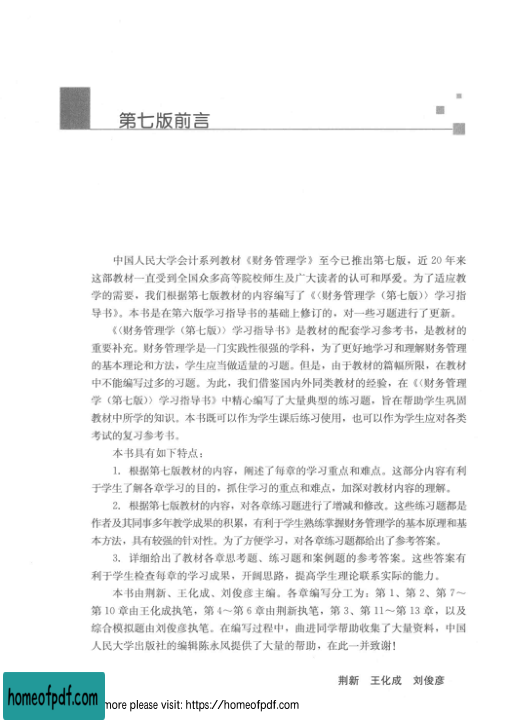 第七版前言
中国人民大学会计系列教材《财务管理学》至今已推出第七版，近 20 年来
这部教材一直受到全国众多高等院校师生及广大读者的认可和厚爱。为了适应教
学的需要，我们根据第七版教材的内容编写了《〈财务管理学（第七版）〉学习指
导书》。本书是在第六版学习指导书的基础上修订的，对一些习题进行了更新。
《〈财务管理学（第七版）〉学习指导书》是教材的配套学习参考书，是教材的
重要补充。财务管理学是一门实践性很强的学科，为了更好地学习和理解财务管理
的基本理论和方法，学生应当做适量的习题。但是，由于教材的篇幅所限，在教材
中不能编写过多的习题。为此，我们借鉴国内外同类教材的经验，在《〈财务管理
学（第七版）〉学习指导书》中精心编写了大量典型的练习题，旨在帮助学生巩固
教材中所学的知识。本书既可以作为学生课后练习使用，也可以作为学生应对各类
考试的复习参考书。
本书具有如下特点：
1. 根据第七版教材的内容，阐述了每章的学习重点和难点。这部分内容有利
于学生了解各章学习的目的，抓住学习的重点和难点，加深对教材内容的理解。
2. 根据第七版教材的内容，对各章练习题进行了增减和修改。这些练习题都是
作者及其同事多年教学成果的积累，有利于学生熟练掌握财务管理学的基本原理和基
本方法，具有较强的针对性。为了方便学习，对各章练习题都给出了参考答案。
3. 详细给出了教材各章思考题、练习题和案例题的参考答案。这些答案有
利于学生检查每章的学习成果，开阔思路，提高学生理论联系实际的能力。
本书由荆新、王化成、刘俊彦主编。各章编写分工为：第 1、第 2、第 7～
第 10 章由王化成执笔，第 4～第 6 章由荆新执笔，第 3、第 11～第 13 章，以及
综合模拟题由刘俊彦执笔。在编写过程中，曲进同学帮助收集了大量资料，中国
人民大学出版社的编辑陈永凤提供了大量的帮助，在此一并致谢！
荆新 王化成 刘俊彦
homeofpdf.com
more please visit: https://homeofpdf.com